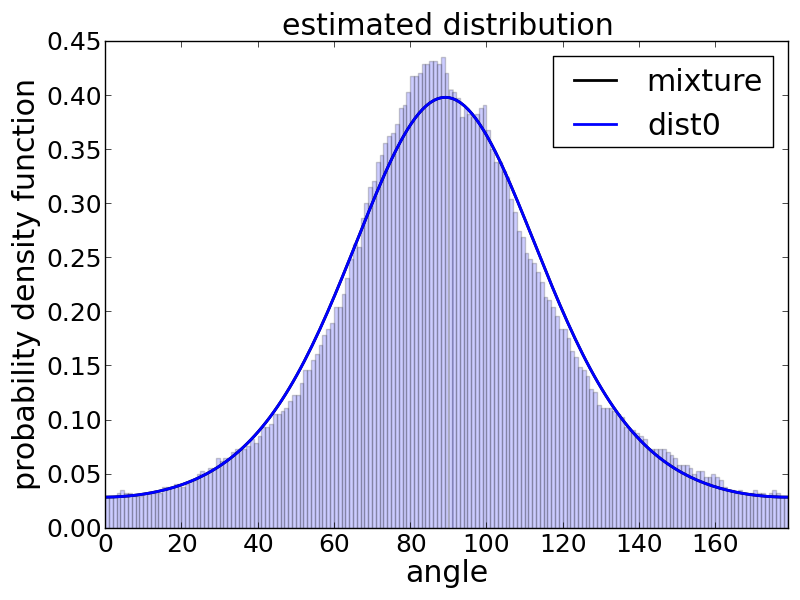 estimated distribution
0.45
0.40
0.35
0.30
0.25
0.20
0.15
0.10
0.05
0.00
probability density function
mixture
dist0
0 20 40 60 80 100 120 140 160
angle